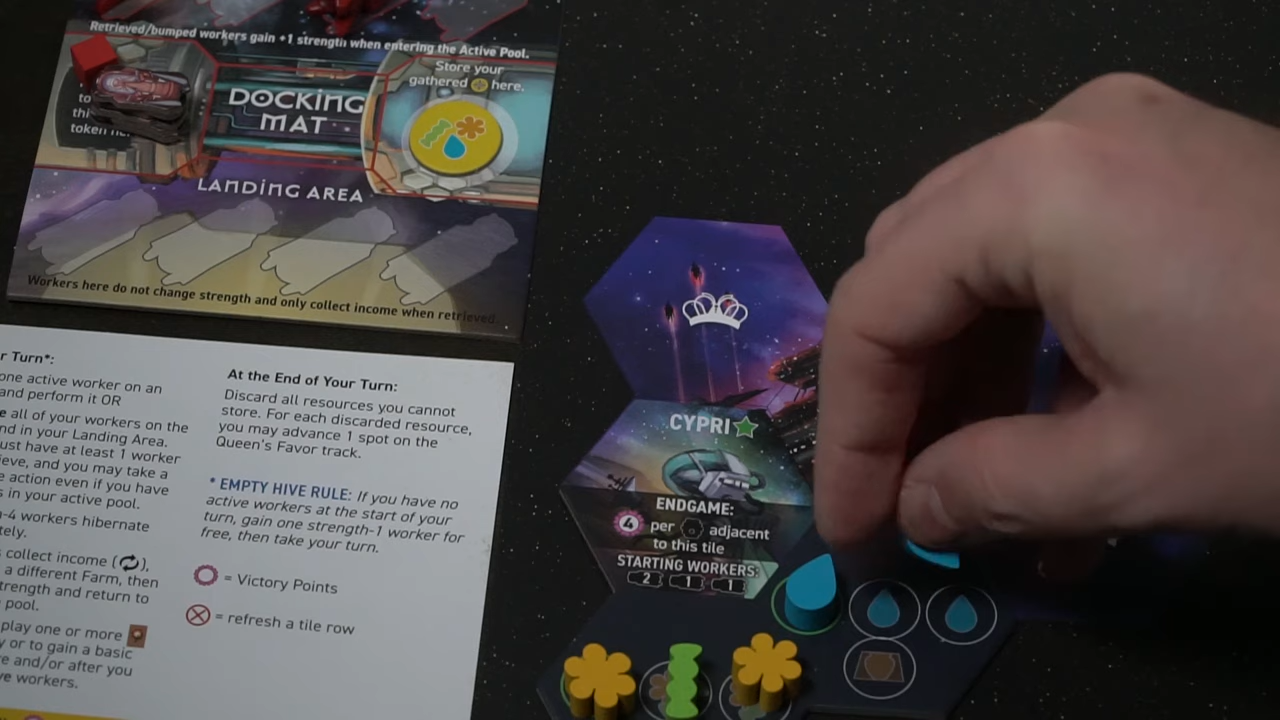 Retrieved/bumped workers gain +1 strength when entering the Active Pool.
Store your
gathered here.
to
thi
token
DOCKING
MAT
LANDING AREA
Workers here do not change strength and only collect income when retrieved.
r Turn*:
one active worker on an
and perform it OR
e all of your workers on the
nd in your Landing Area.
ust have at least 1 worker
ieve, and you may take a
e action even if you have
s in your active pool.
-4 workers hibernate
tely.
s collect income ( ),
a different Farm, then
trength and return to
pool.
play one or more
y or to gain a basic
re and/or after you
ve workers.
At the End of Your Turn:
Discard all resources you cannot
store. For each discarded resource,
you may advance 1 spot on the
Queen's Favor track.
* EMPTY HIVE RULE: If you have no
active workers at the start of your
turn, gain one strength-1 worker for
free, then take your turn.
= Victory Points
= refresh a tile row
CYPRI
ENDGAME:
4 per adjacent
to this tile
STARTING WORKERS:
2 1 1